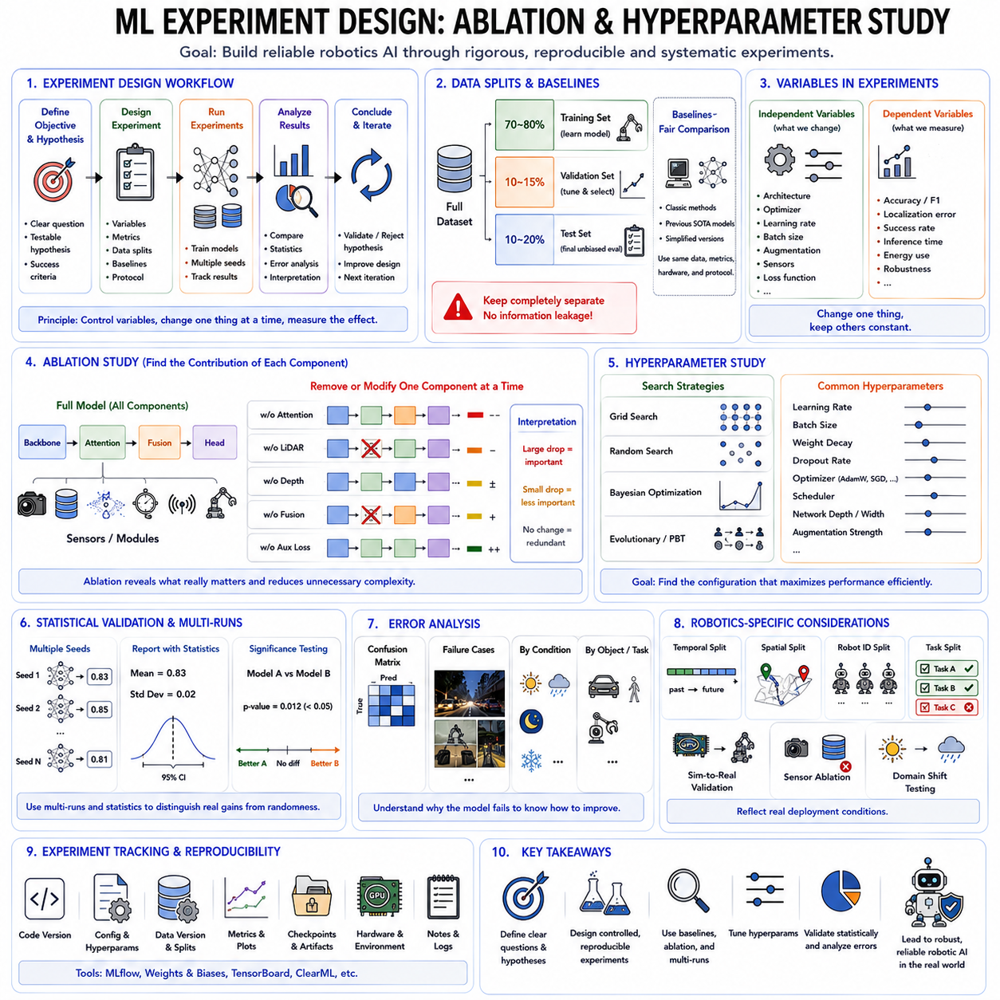 ML EXPERIMENT DESIGN: ABLATION & HYPERPARAMETER STUDY
Goal: Build reliable robotics AI through rigorous, reproducible and systematic experiments.
1. EXPERIMENT DESIGN WORKFLOW
Define
Objective
& Hypothesis
• Clear question
• Testable
hypothesis
• Success
criteria
Design
Experiment
• Variables
• Metrics
• Data splits
• Baselines
• Protocol
Run
Experiments
• Train models
• Multiple seeds
• Track results
Analyze
Results
• Compare
• Statistics
• Error analysis
• Interpretation
Conclude
& Iterate
• Validate / Reject
hypothesis
• Improve design
• Next iteration
Principle: Control variables, change one thing at a time, measure the effect.
2. DATA SPLITS & BASELINES
Full
Dataset
70~80%
Training Set
(learn model)
10~15%
Validation Set
(tune & select)
10~20%
Test Set
(final unbiased eval)
Baselines-
Fair Comparison
• Classic methods
• Previous SOTA models
• Simplified versions
Use same data, metrics,
hardware, and protocol.
Keep completely separate
No information leakage!
3. VARIABLES IN EXPERIMENTS
Independent Variables
(what we change)
• Architecture
• Optimizer
• Learning rate
• Batch size
• Augmentation
• Sensors
• Loss function
• ...
Dependent Variables
(what we measure)
• Accuracy / F1
• Localization error
• Success rate
• Inference time
• Energy use
• Robustness
• ...
Change one thing,
keep others constant.
4. ABLATION STUDY (Find the Contribution of Each Component)
Full Model (All Components)
Backbone
Attention
Fusion
Head
Sensors / Modules
Remove or Modify One Component at a Time
w/o Attention
--
w/o LiDAR
-
w/o Depth
±
w/o Fusion
+
w/o Aux Loss
++
Interpretation
Large drop =
important
Small drop =
less important
No change =
redundant
Ablation reveals what really matters and reduces unnecessary complexity.
5. HYPERPARAMETER STUDY
Search Strategies
Grid Search
Random Search
Bayesian Optimization
Evolutionary / PBT
Common Hyperparameters
Learning Rate
Batch Size
Weight Decay
Dropout Rate
Optimizer (AdamW, SGD, ...)
Scheduler
Network Depth / Width
Augmentation Strength
...
Goal: Find the configuration that maximizes performance efficiently.
6. STATISTICAL VALIDATION & MULTI-RUNS
Multiple Seeds
Seed 1
0.83
Seed 2
0.85
...
Seed N
0.81
Report with Statistics
Mean = 0.83
Std Dev = 0.02
95% CI
Significance Testing
Model A vs Model B
p-value = 0.012 (< 0.05)
Better A
No diff
Better B
Use multi-runs and statistics to distinguish real gains from randomness.
7. ERROR ANALYSIS
Confusion
Matrix
Pred
True
Failure Cases
...
By Condition
...
By Object / Task
...
Understand why the model fails to know how to improve.
8. ROBOTICS-SPECIFIC CONSIDERATIONS
Temporal Split
past → future
Spatial Split
Robot ID Split
... ... ...
Task Split
Task A
Task B
Task C
GPU
Sim-to-Real
Validation
Sensor Ablation
Domain Shift
Testing
Reflect real deployment conditions.
9. EXPERIMENT TRACKING & REPRODUCIBILITY
</>
Code Version
Config &
Hyperparams
Data Version
& Splits
Metrics &
Plots
Checkpoints
& Artifacts
GPU
Hardware &
Environment
Notes &
Logs
Tools: MLflow, Weights & Biases, TensorBoard, ClearML, etc.
10. KEY TAKEAWAYS
Define clear
questions &
hypotheses
Design controlled,
reproducible
experiments
Use baselines,
ablation, and
multi-runs
Tune hyperparams
Validate statistically
and analyze errors
Lead to robust,
reliable robotic AI
in the real world